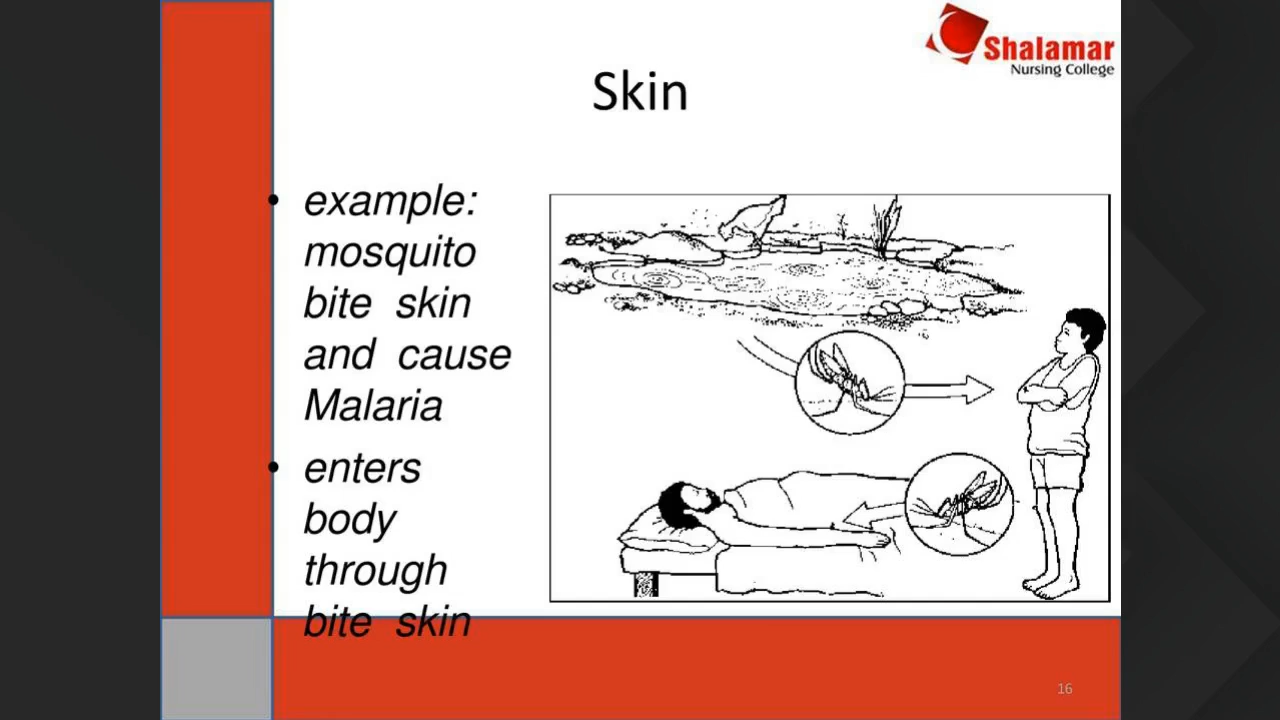 Shalamar
Nursing College
Skin
• example:
mosquito
bite skin
and cause
Malaria
• enters
body
through
bite skin
16